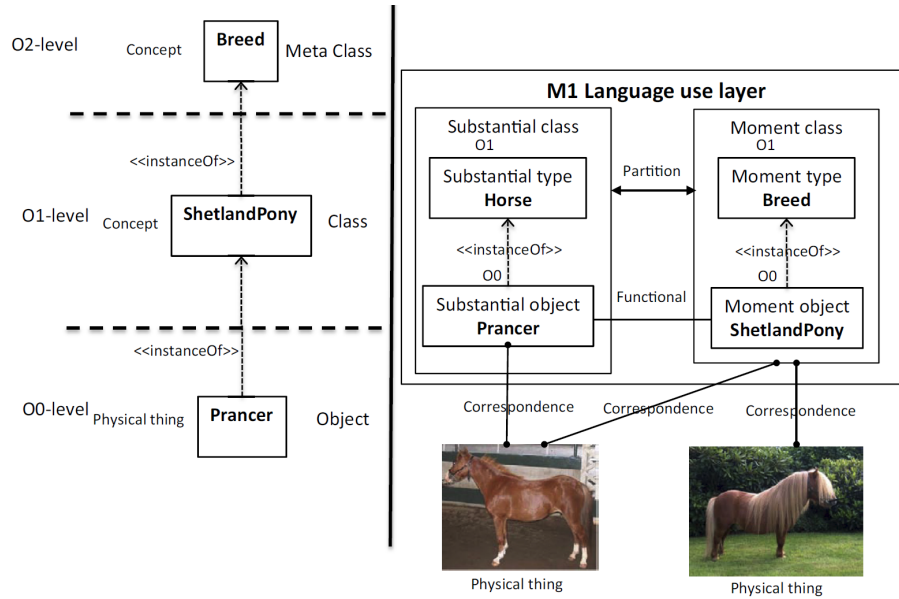 O2-level
Concept
Breed
Meta Class
<<instanceOf>>
O1-level
Concept
ShetlandPony
Class
<<instanceOf>>
O0-level
Physical thing
Prancer
Object
M1 Language use layer
Substantial class
O1
Substantial type
Horse
<<instanceOf>>
O0
Substantial object
Prancer
Partition
Functional
Moment class
O1
Moment type
Breed
<<instanceOf>>
O0
Moment object
ShetlandPony
Correspondence
Correspondence
Correspondence
Physical thing
Physical thing